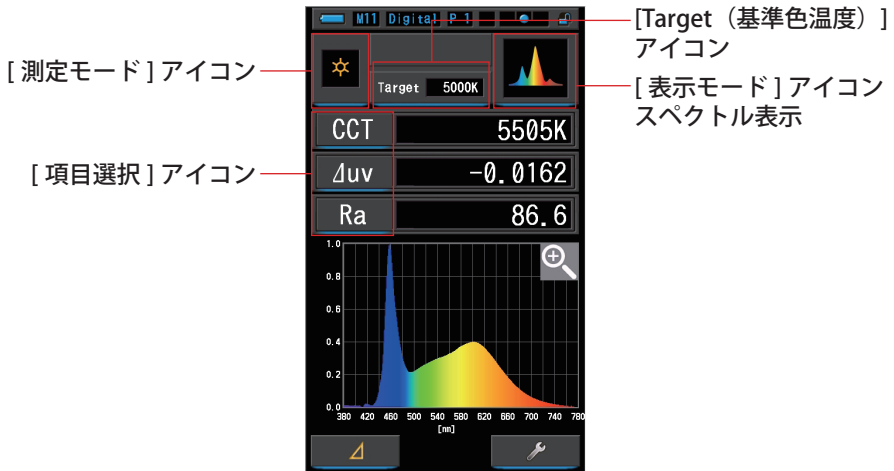 M11 Digital P 1
[Target（基準色温度）]
アイコン
[ 測定モード ] アイコン
Target 5000K
[ 表示モード ] アイコン
スペクトル表示
CCT 5505K
[ 項目選択 ] アイコン
⊿uv -0.0162
Ra 86.6
1.0
0.8
0.6
0.4
0.2
0.0
380 420 460 500 540 580 620 660 700 740 780
[nm]